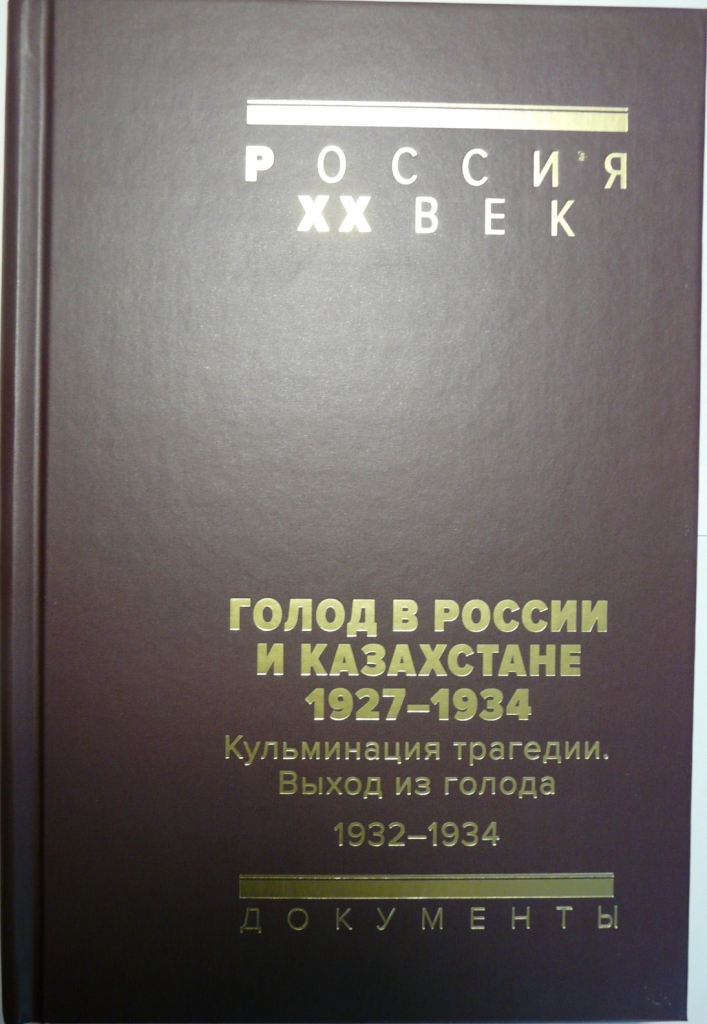 РОССИЯ
XX ВЕК
ГОЛОД В РОССИИ
И КАЗАХСТАНЕ
1927–1934
Кульминация трагедии.
Выход из голода
1932–1934
ДОКУМЕНТЫ